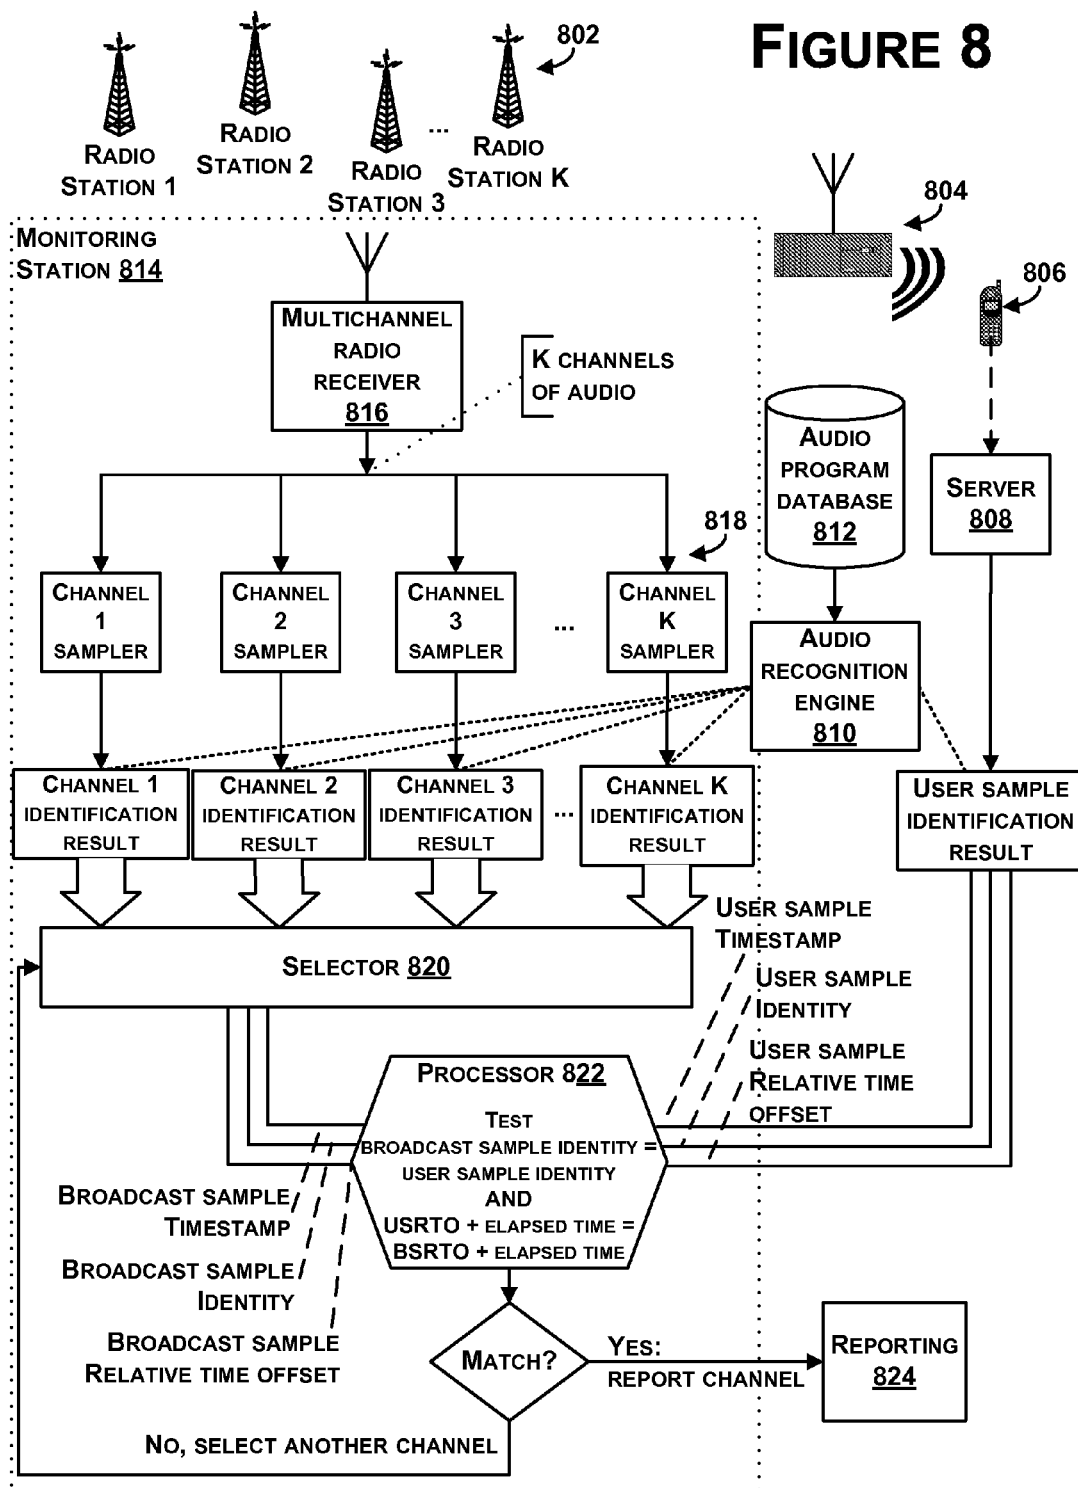 FIGURE 8
802
RADIO
STATION 1
RADIO
STATION 2
RADIO
STATION 3
...
RADIO
STATION K
804
806
MONITORING
STATION 814
MULTICHANNEL
RADIO
RECEIVER
816
K CHANNELS
OF AUDIO
AUDIO
PROGRAM
DATABASE
812
SERVER
808
818
CHANNEL
1
SAMPLER
CHANNEL
2
SAMPLER
CHANNEL
3
SAMPLER
...
CHANNEL
K
SAMPLER
AUDIO
RECOGNITION
ENGINE
810
CHANNEL 1
IDENTIFICATION
RESULT
CHANNEL 2
IDENTIFICATION
RESULT
CHANNEL 3
IDENTIFICATION
RESULT
...
CHANNEL K
IDENTIFICATION
RESULT
USER SAMPLE
IDENTIFICATION
RESULT
SELECTOR 820
USER SAMPLE
TIMESTAMP
USER SAMPLE
IDENTITY
USER SAMPLE
RELATIVE TIME
OFFSET
PROCESSOR 822
TEST
BROADCAST SAMPLE IDENTITY =
USER SAMPLE IDENTITY
AND
USRTO + ELAPSED TIME =
BSRTO + ELAPSED TIME
BROADCAST SAMPLE
TIMESTAMP
BROADCAST SAMPLE
IDENTITY
BROADCAST SAMPLE
RELATIVE TIME OFFSET
MATCH?
YES:
REPORT CHANNEL
REPORTING
824
NO, SELECT ANOTHER CHANNEL